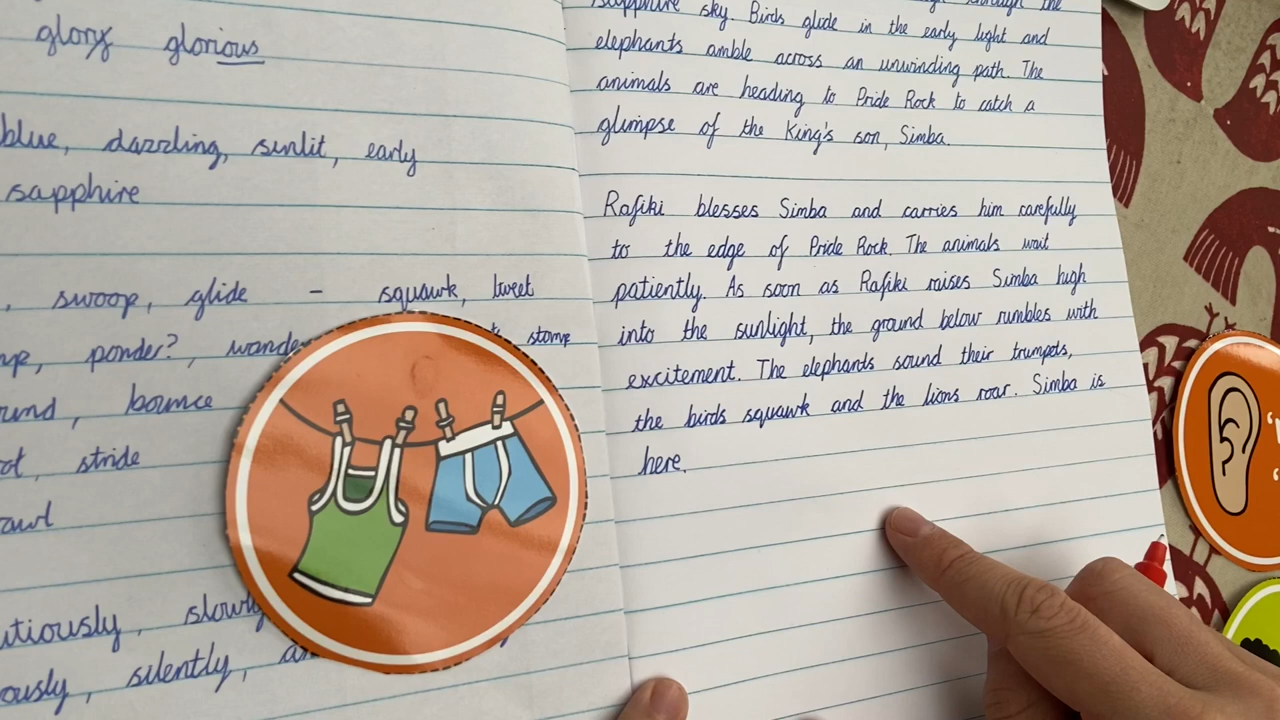 glory glorious
blue, dazzling, sunlit, early
sapphire
, swoop, glide - squawk, tweet
ponder?, stomp
bounce
stride
slowly
silently,
sapphire sky. Birds glide in the early light and
elephants amble across an unwinding path. The
animals are heading to Pride Rock to catch a
glimpse of the King's son, Simba.
Rafiki blesses Simba and carries him carefully
to the edge of Pride Rock. The animals wait
patiently. As soon as Rafiki raises Simba high
into the sunlight, the ground below rumbles with
excitement. The elephants sound their trumpets,
the birds squawk and the lions roar. Simba is
here.